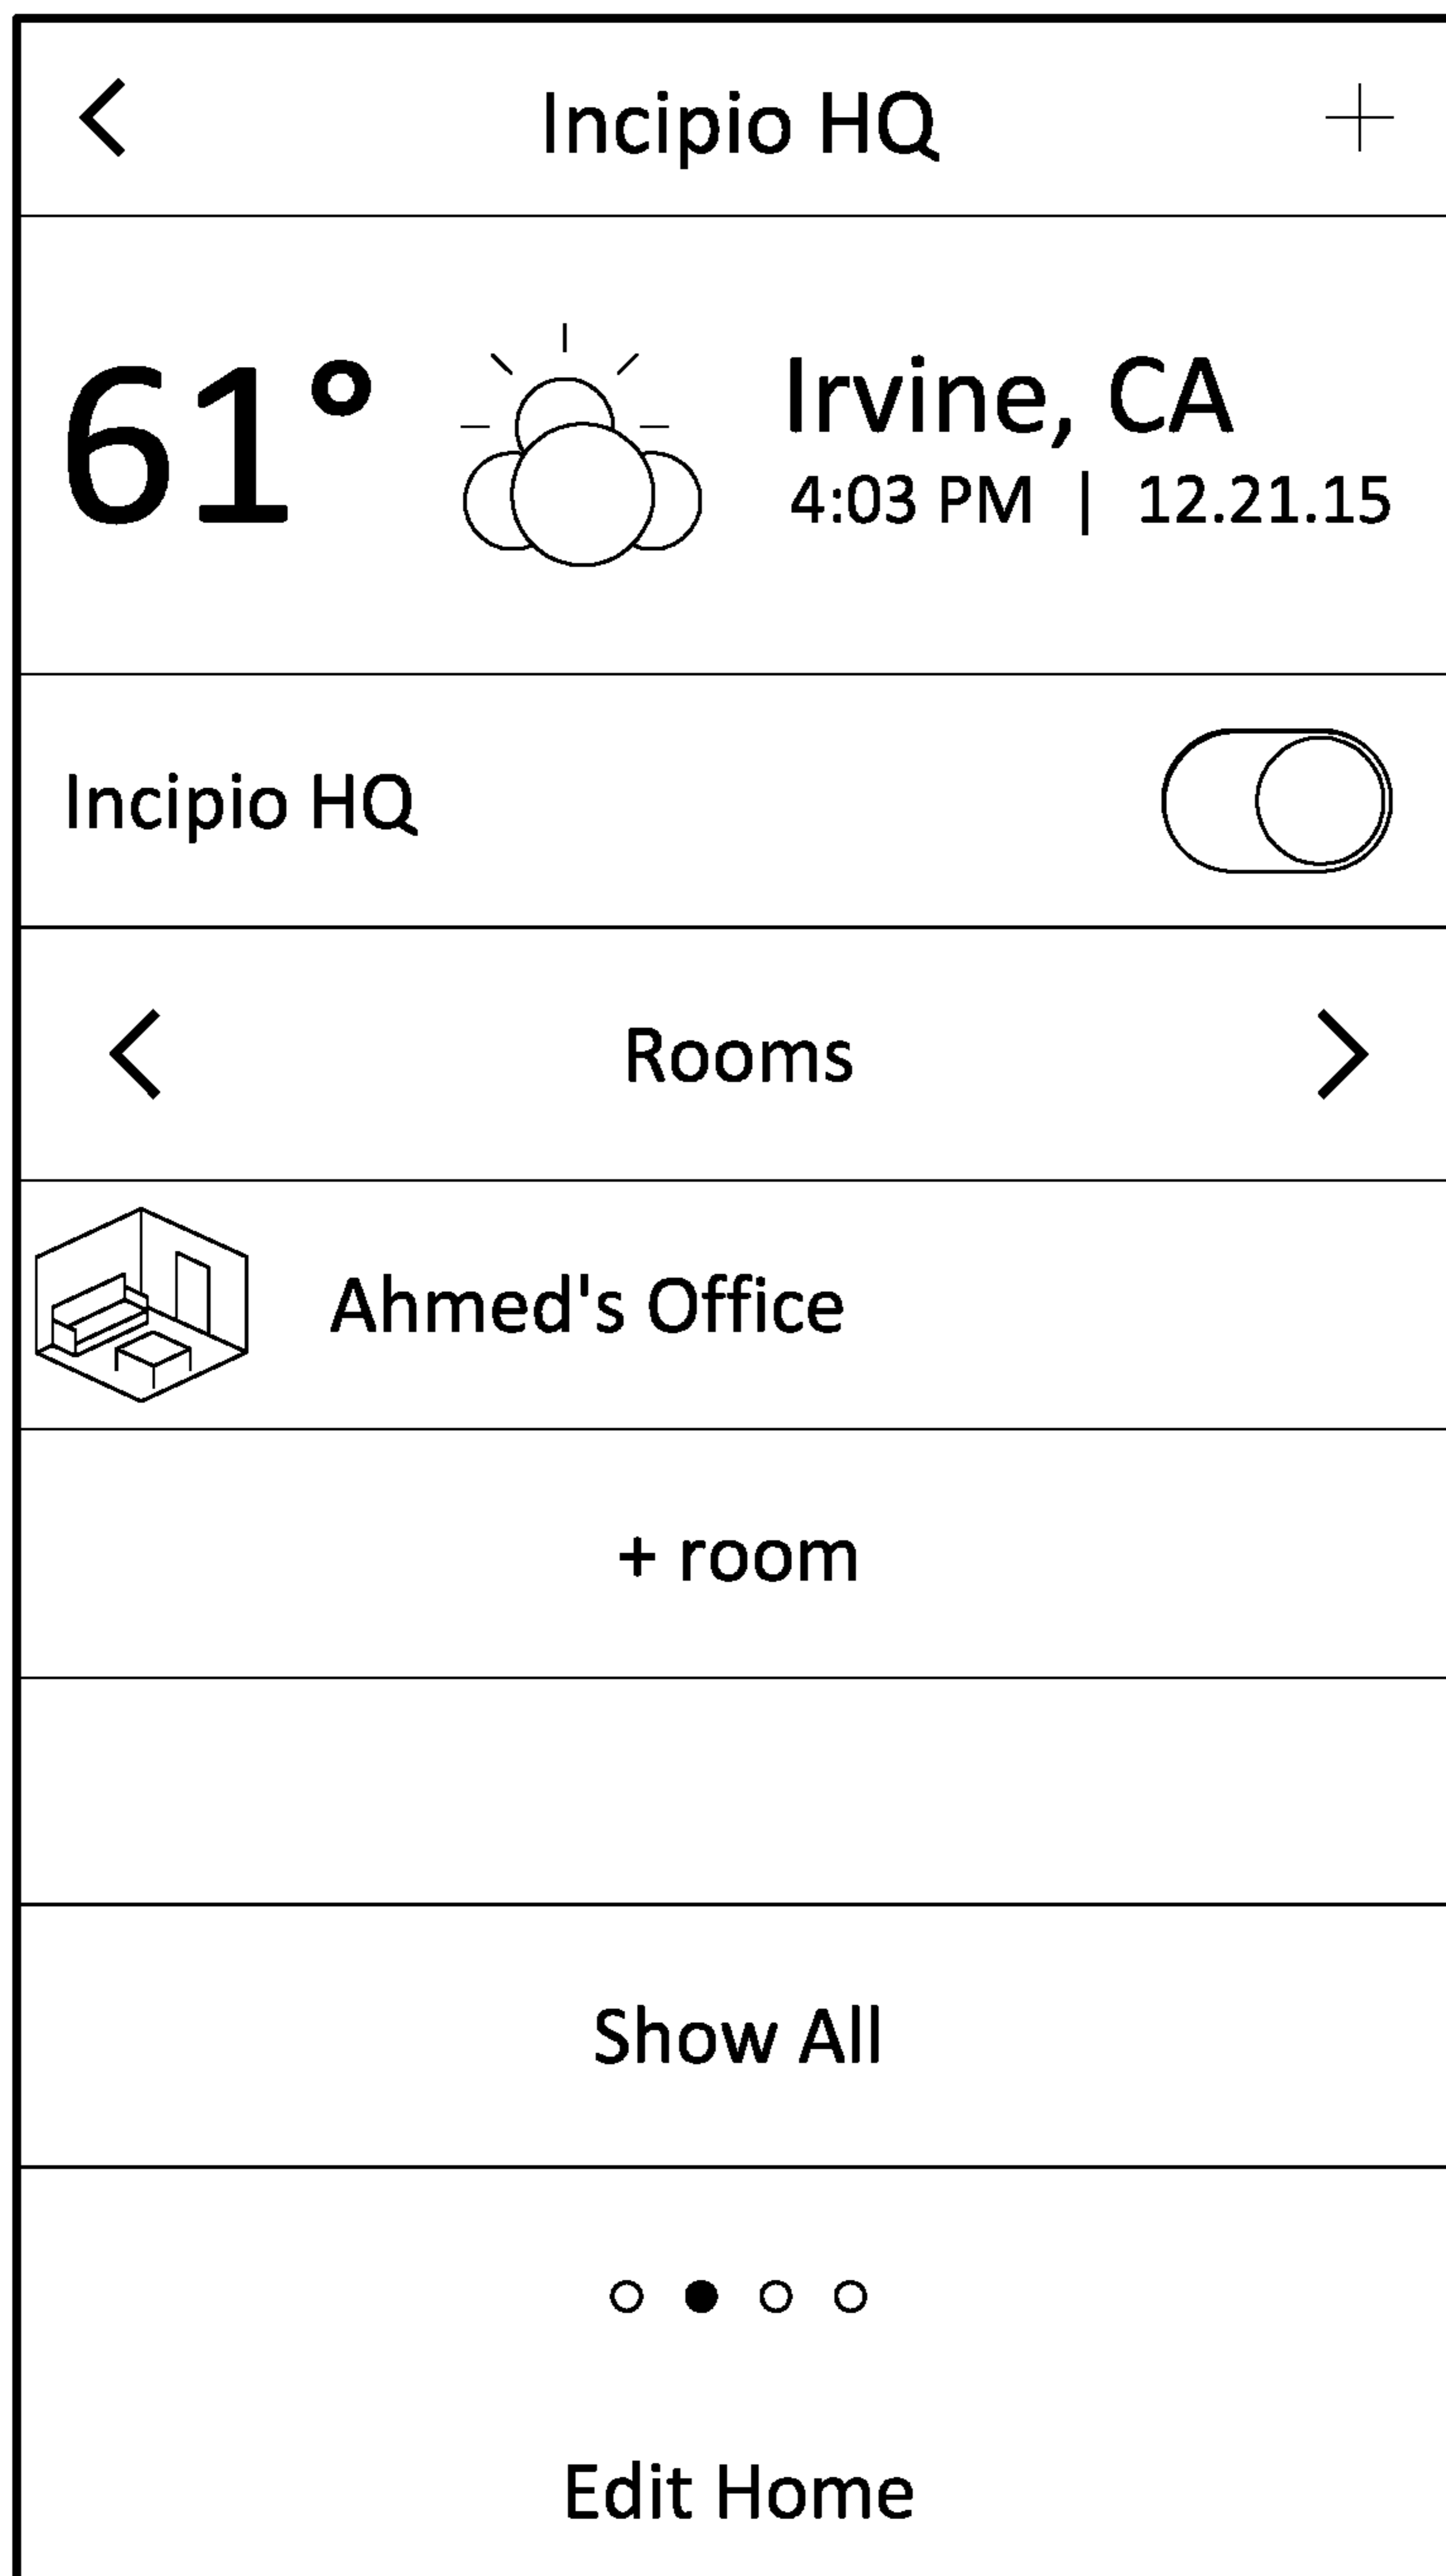 Incipio HQ
61°
Irvine, CA
4:03 PM | 12.21.15
Incipio HQ
Rooms
Ahmed's Office
+ room
Show All
Edit Home